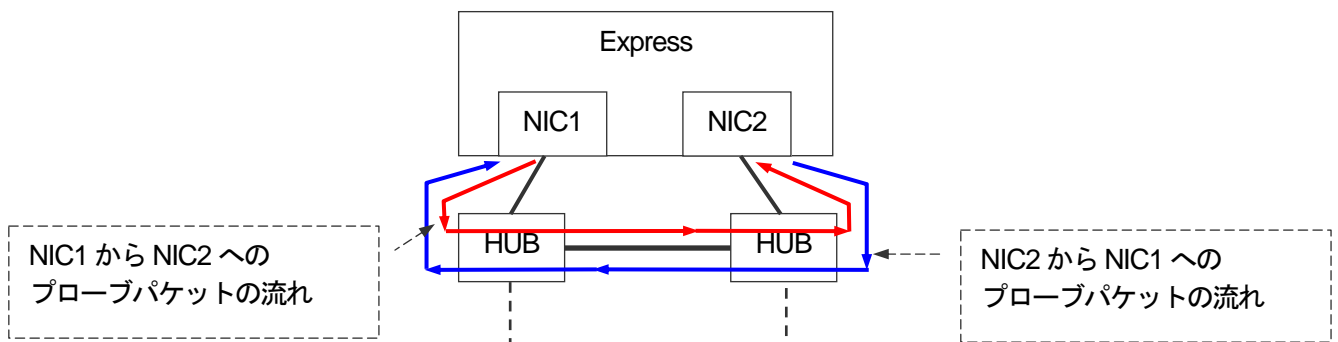 Express
NIC1
NIC2
HUB
HUB
NIC1 から NIC2 への
プローブパケットの流れ
NIC2 から NIC1 への
プローブパケットの流れ